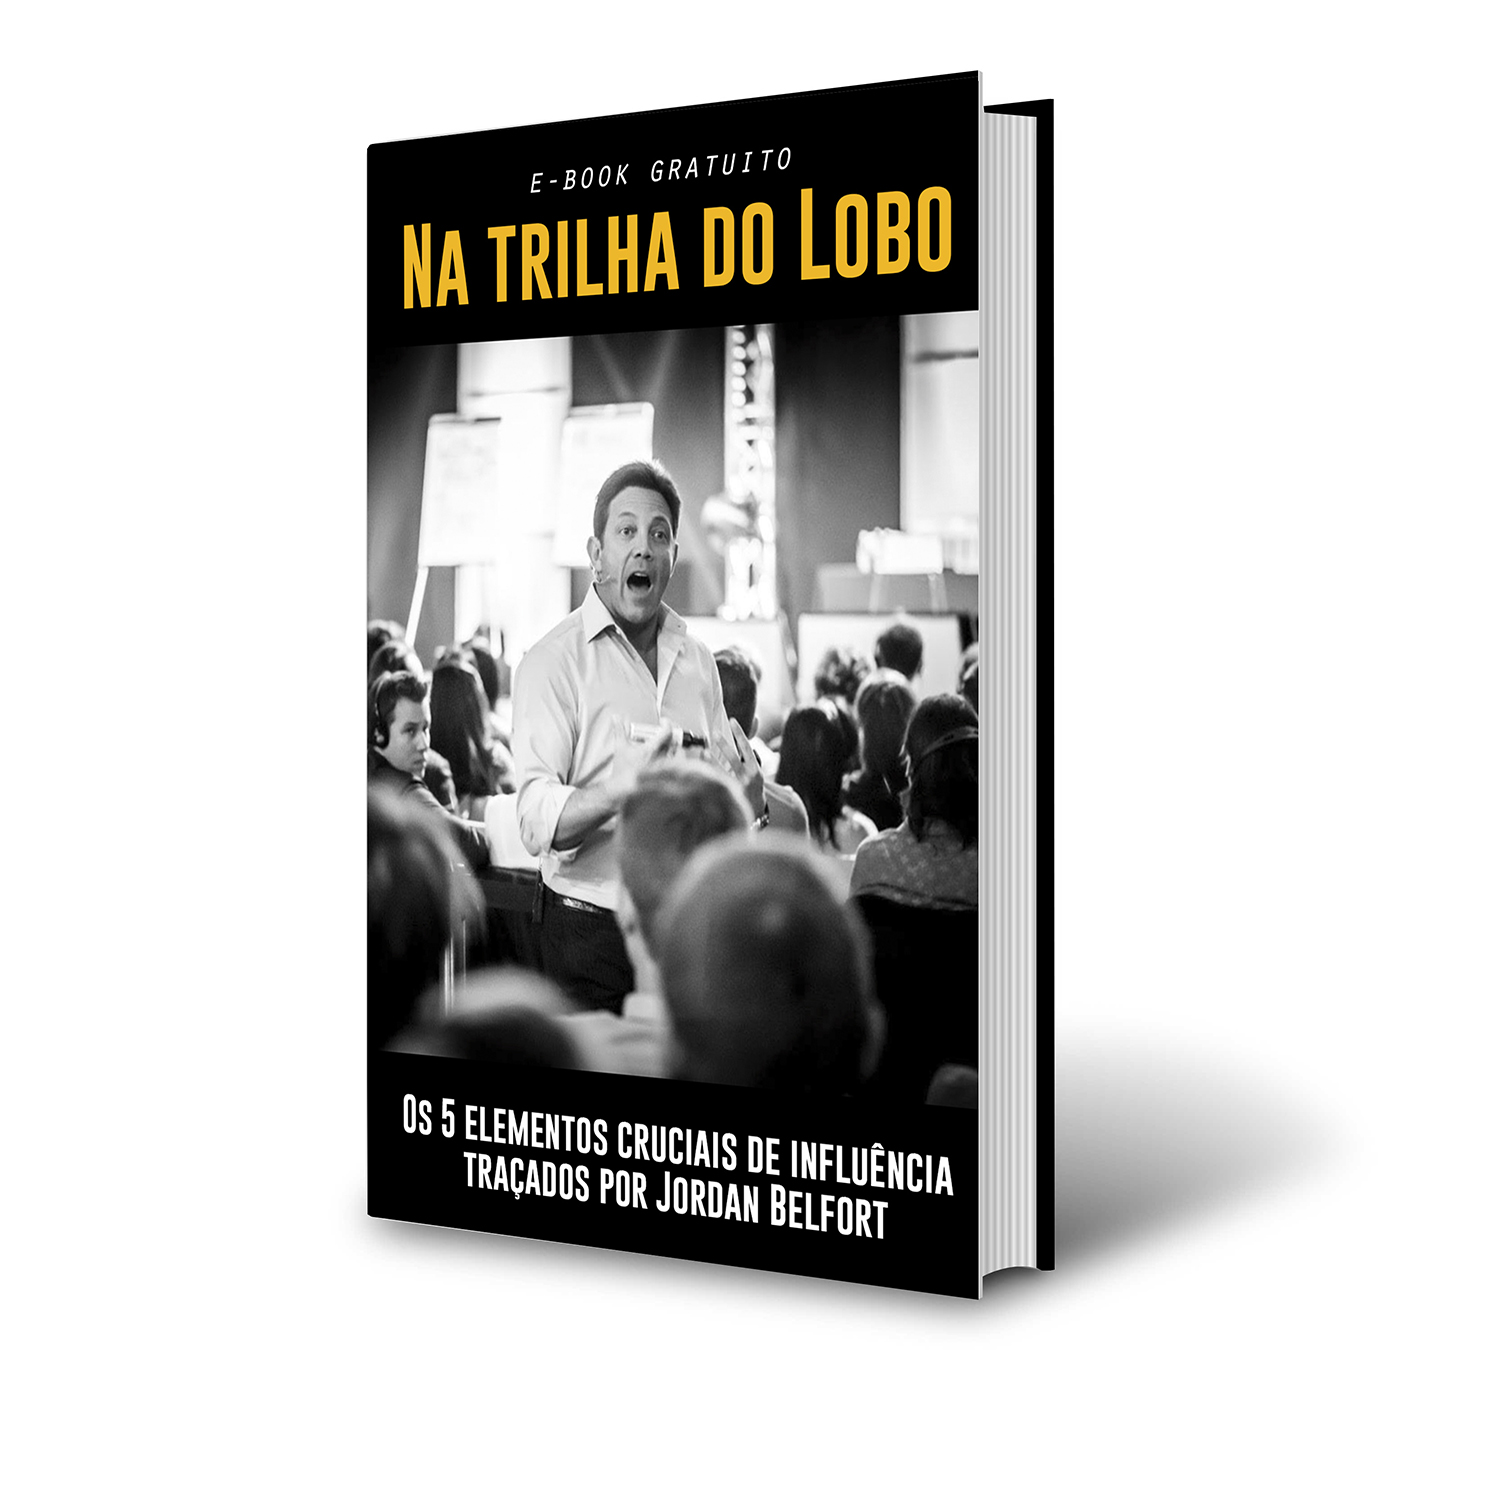 E-BOOK GRATUITO
NA TRILHA DO LOBO
OS 5 ELEMENTOS CRUCIAIS DE INFLUÊNCIA
TRAÇADOS POR JORDAN BELFORT